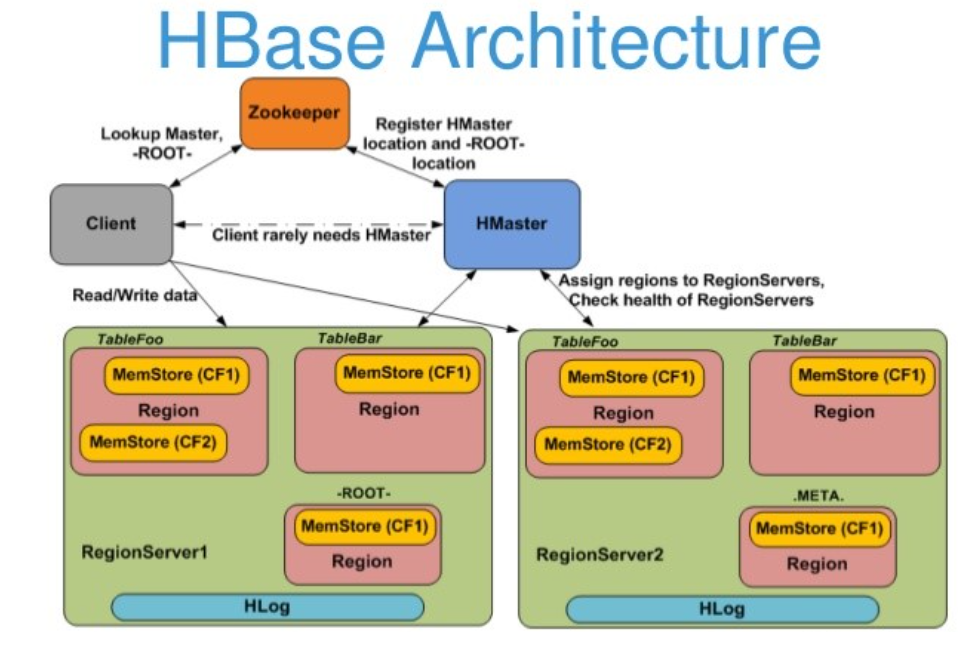 HBase Architecture
Zookeeper
Lookup Master,
-ROOT-
Register HMaster
location and -ROOT-
location
Client
HMaster
Client rarely needs HMaster
Read/Write data
Assign regions to RegionServers,
Check health of RegionServers
TableFoo
MemStore (CF1)
Region
MemStore (CF2)
TableBar
MemStore (CF1)
Region
-ROOT-
MemStore (CF1)
Region
RegionServer1
HLog
TableFoo
MemStore (CF1)
Region
MemStore (CF2)
TableBar
MemStore (CF1)
Region
.META.
MemStore (CF1)
Region
RegionServer2
HLog